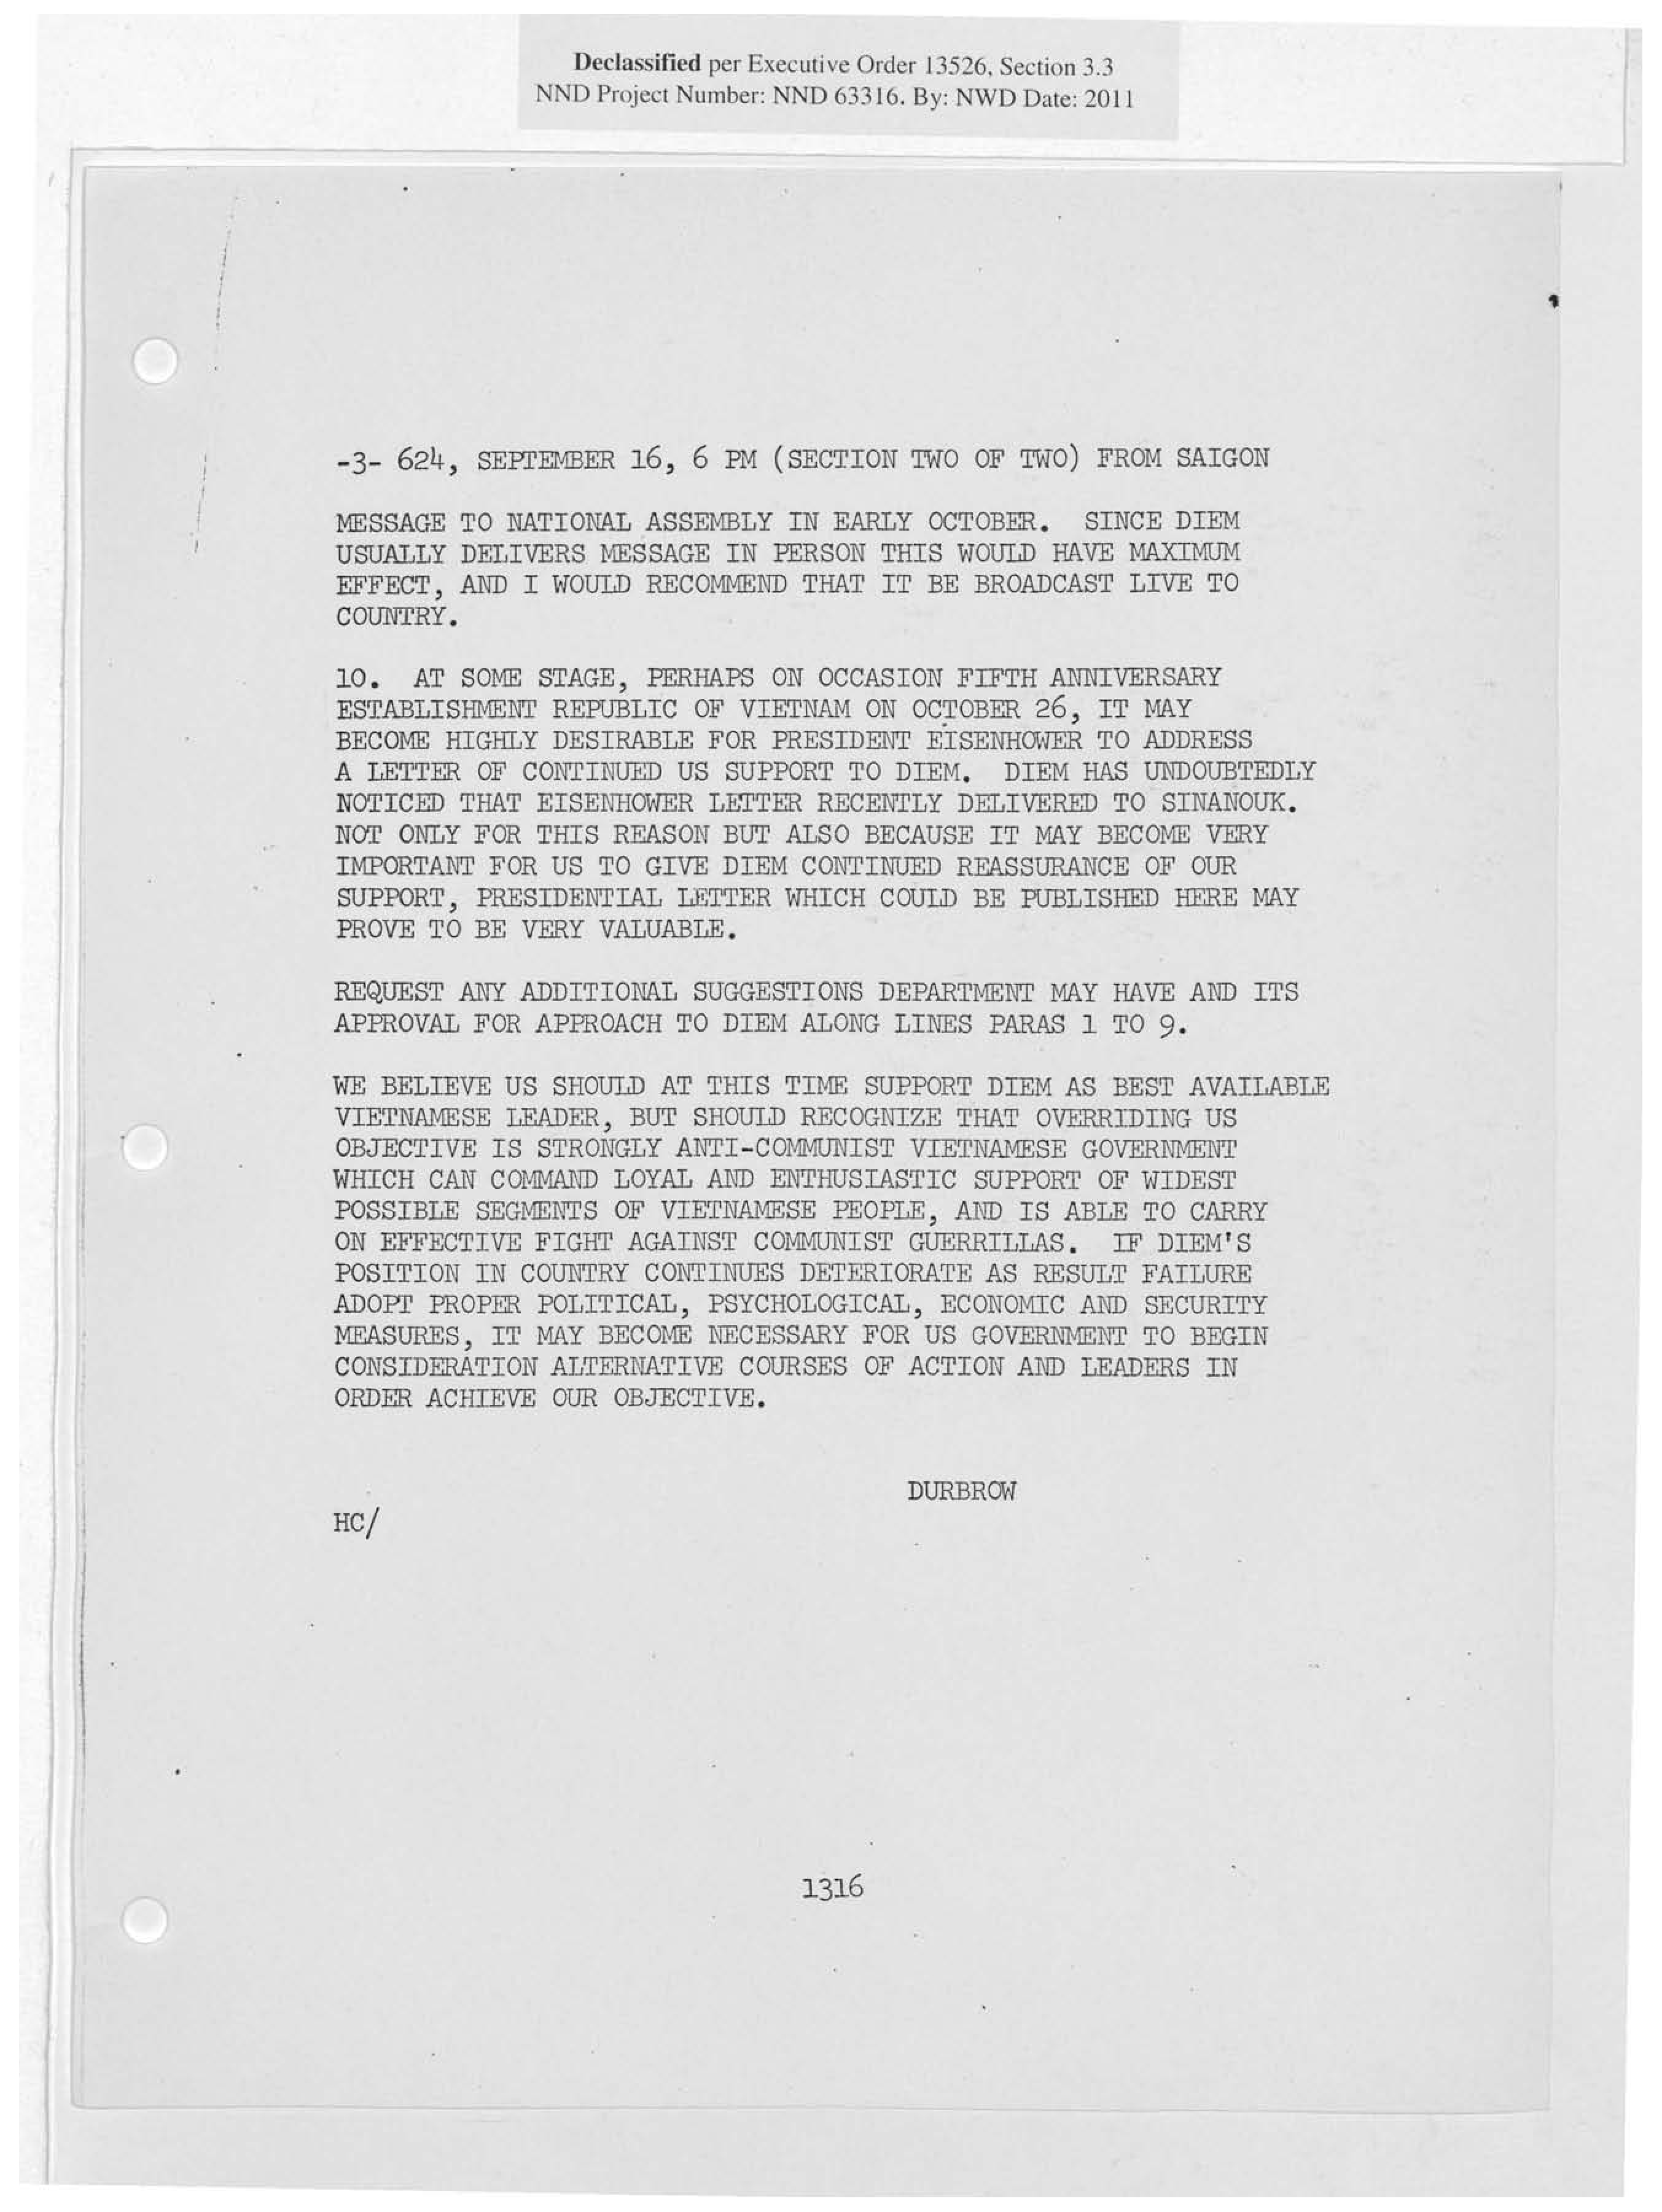 Declassified per Executive Order 13526, Section 3.3
NND Project Number: NND 63316. By: NWD Date: 2011
-3- 624, SEPTEMBER 16, 6 PM (SECTION TWO OF TWO) FROM SAIGON
MESSAGE TO NATIONAL ASSEMBLY IN EARLY OCTOBER. SINCE DIEM
USUALLY DELIVERS MESSAGE IN PERSON THIS WOULD HAVE MAXIMUM
EFFECT, AND I WOULD RECOMMEND THAT IT BE BROADCAST LIVE TO
COUNTRY.
10. AT SOME STAGE, PERHAPS ON OCCASION FIFTH ANNIVERSARY
ESTABLISHMENT REPUBLIC OF VIETNAM ON OCTOBER 26, IT MAY
BECOME HIGHLY DESIRABLE FOR PRESIDENT EISENHOWER TO ADDRESS
A LETTER OF CONTINUED US SUPPORT TO DIEM. DIEM HAS UNDOUBTEDLY
NOTICED THAT EISENHOWER LETTER RECENTLY DELIVERED TO SINANOUK.
NOT ONLY FOR THIS REASON BUT ALSO BECAUSE IT MAY BECOME VERY
IMPORTANT FOR US TO GIVE DIEM CONTINUED REASSURANCE OF OUR
SUPPORT, PRESIDENTIAL LETTER WHICH COULD BE PUBLISHED HERE MAY
PROVE TO BE VERY VALUABLE.
REQUEST ANY ADDITIONAL SUGGESTIONS DEPARTMENT MAY HAVE AND ITS
APPROVAL FOR APPROACH TO DIEM ALONG LINES PARAS 1 TO 9.
WE BELIEVE US SHOULD AT THIS TIME SUPPORT DIEM AS BEST AVAILABLE
VIETNAMESE LEADER, BUT SHOULD RECOGNIZE THAT OVERRIDING US
OBJECTIVE IS STRONGLY ANTI-COMMUNIST VIETNAMESE GOVERNMENT
WHICH CAN COMMAND LOYAL AND ENTHUSIASTIC SUPPORT OF WIDEST
POSSIBLE SEGMENTS OF VIETNAMESE PEOPLE, AND IS ABLE TO CARRY
ON EFFECTIVE FIGHT AGAINST COMMUNIST GUERRILLAS. IF DIEM'S
POSITION IN COUNTRY CONTINUES DETERIORATE AS RESULT FAILURE
ADOPT PROPER POLITICAL, PSYCHOLOGICAL, ECONOMIC AND SECURITY
MEASURES, IT MAY BECOME NECESSARY FOR US GOVERNMENT TO BEGIN
CONSIDERATION ALTERNATIVE COURSES OF ACTION AND LEADERS IN
ORDER ACHIEVE OUR OBJECTIVE.
DURBROW
HC/
1316